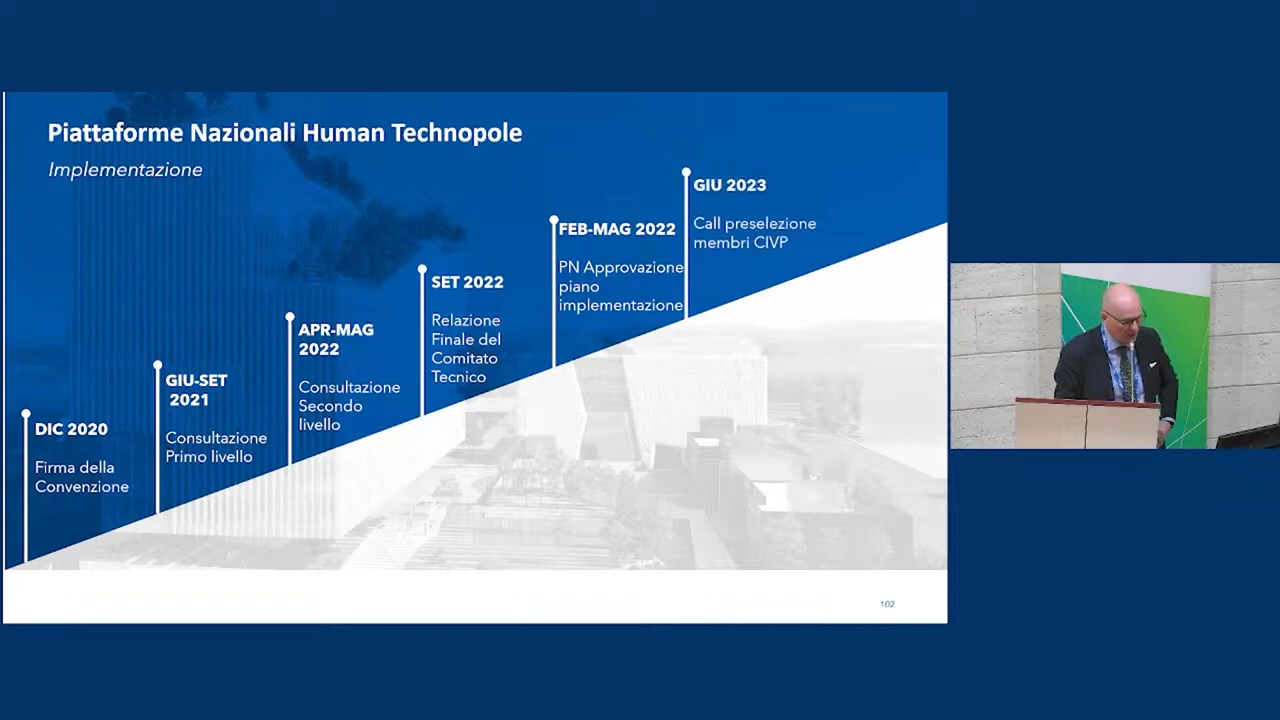 Piattaforme Nazionali Human Technopole
Implementazione
DIC 2020
Firma della
Convenzione
GIU-SET
2021
Consultazione
Primo livello
APR-MAG
2022
Consultazione
Secondo
livello
SET 2022
Relazione
Finale del
Comitato
Tecnico
FEB-MAG 2022
PN Approvazione
piano
implementazione
GIU 2023
Call preselezione
membri CIVP
102